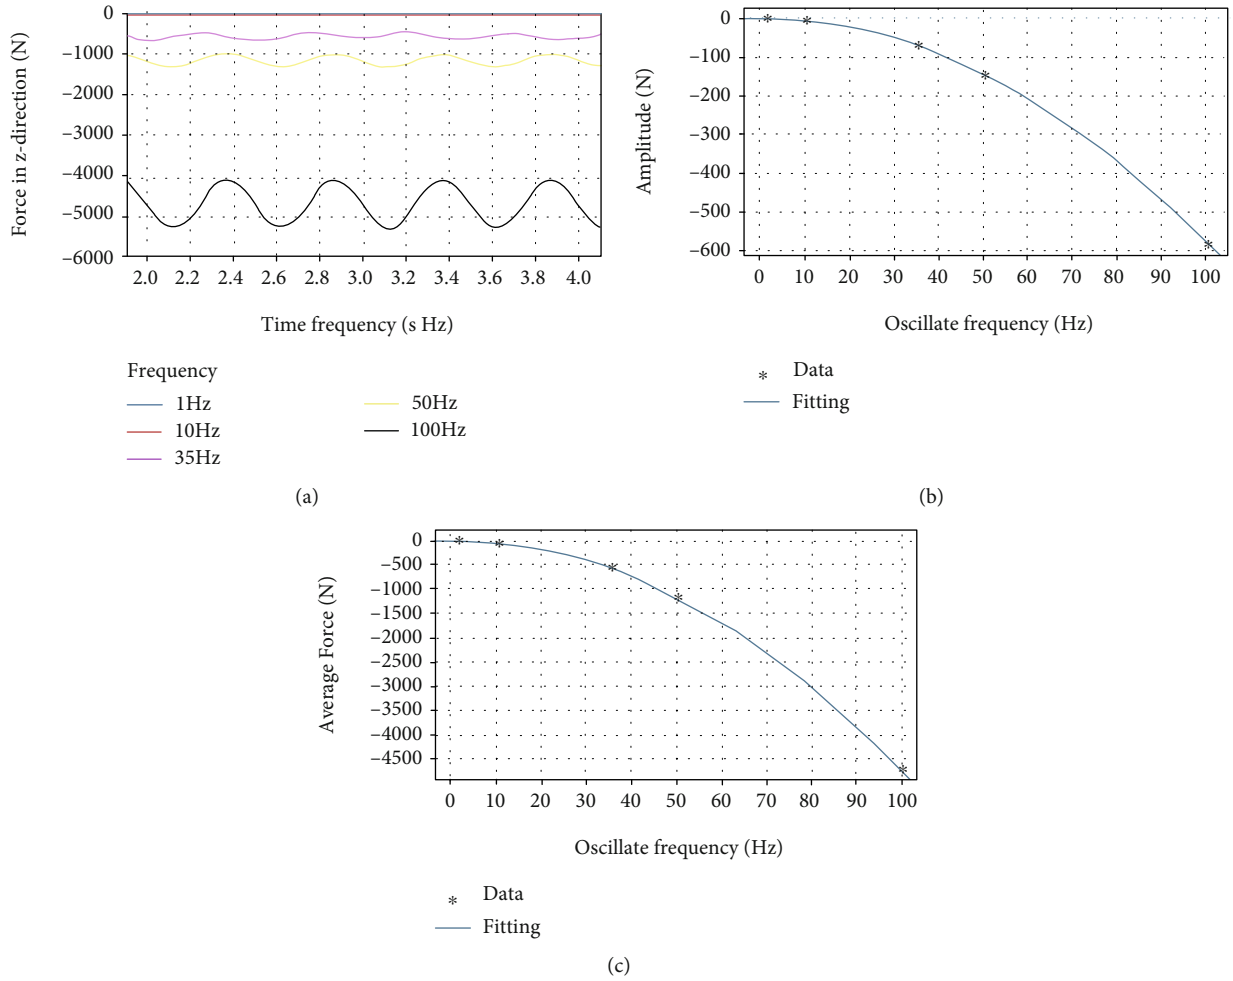 0
−1000
−2000
−3000
−4000
−5000
−6000
Force in z-direction (N)
2.0 2.2 2.4 2.6 2.8 3.0 3.2 3.4 3.6 3.8 4.0
Time frequency (s Hz)
Frequency
1Hz
10Hz
35Hz
50Hz
100Hz
(a)
0
−100
−200
−300
−400
−500
−600
Amplitude (N)
0 10 20 30 40 50 60 70 80 90 100
Oscillate frequency (Hz)
* Data
Fitting
(b)
0
−500
−1000
−1500
−2000
−2500
−3000
−3500
−4000
−4500
Average Force (N)
0 10 20 30 40 50 60 70 80 90 100
Oscillate frequency (Hz)
* Data
Fitting
(c)